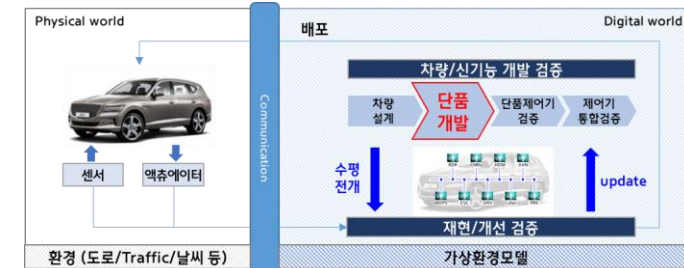 Physical world
배포
Digital world
차량/신기능 개발 검증
차량
설계
단품
개발
단품제어기
검증
제어기
통합검증
Communication
센서
액츄에이터
수평
전개
update
재현/개선 검증
환경 (도로/Traffic/날씨 등)
가상환경모델